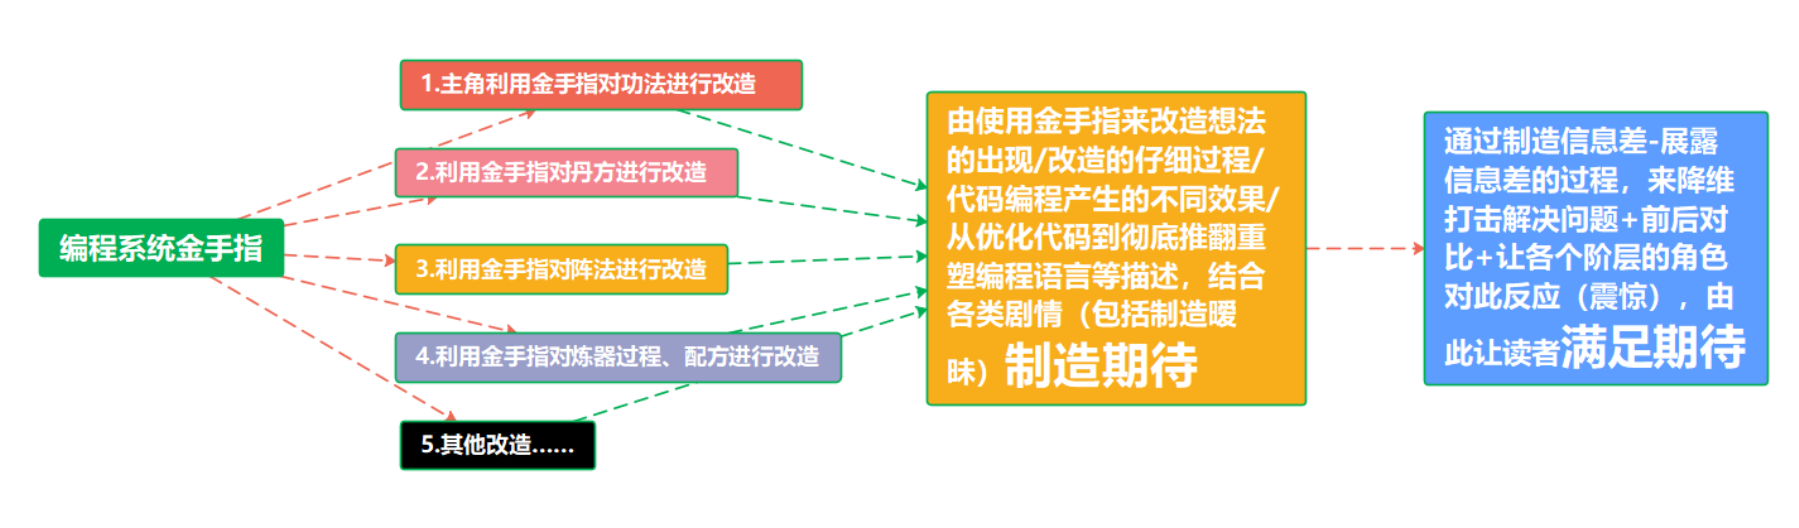 编程系统金手指
1.主角利用金手指对功法进行改造
2.利用金手指对丹方进行改造
3.利用金手指对阵法进行改造
4.利用金手指对炼器过程、配方进行改造
5.其他改造……
由使用金手指来改造想法
的出现/改造的仔细过程/
代码编程产生的不同效果/
从优化代码到彻底推翻重
塑编程语言等描述，结合
各类剧情（包括制造暧
昧）制造期待
通过制造信息差-展露
信息差的过程，来降维
打击解决问题+前后对
比+让各个阶层的角色
对此反应（震惊），由
此让读者满足期待